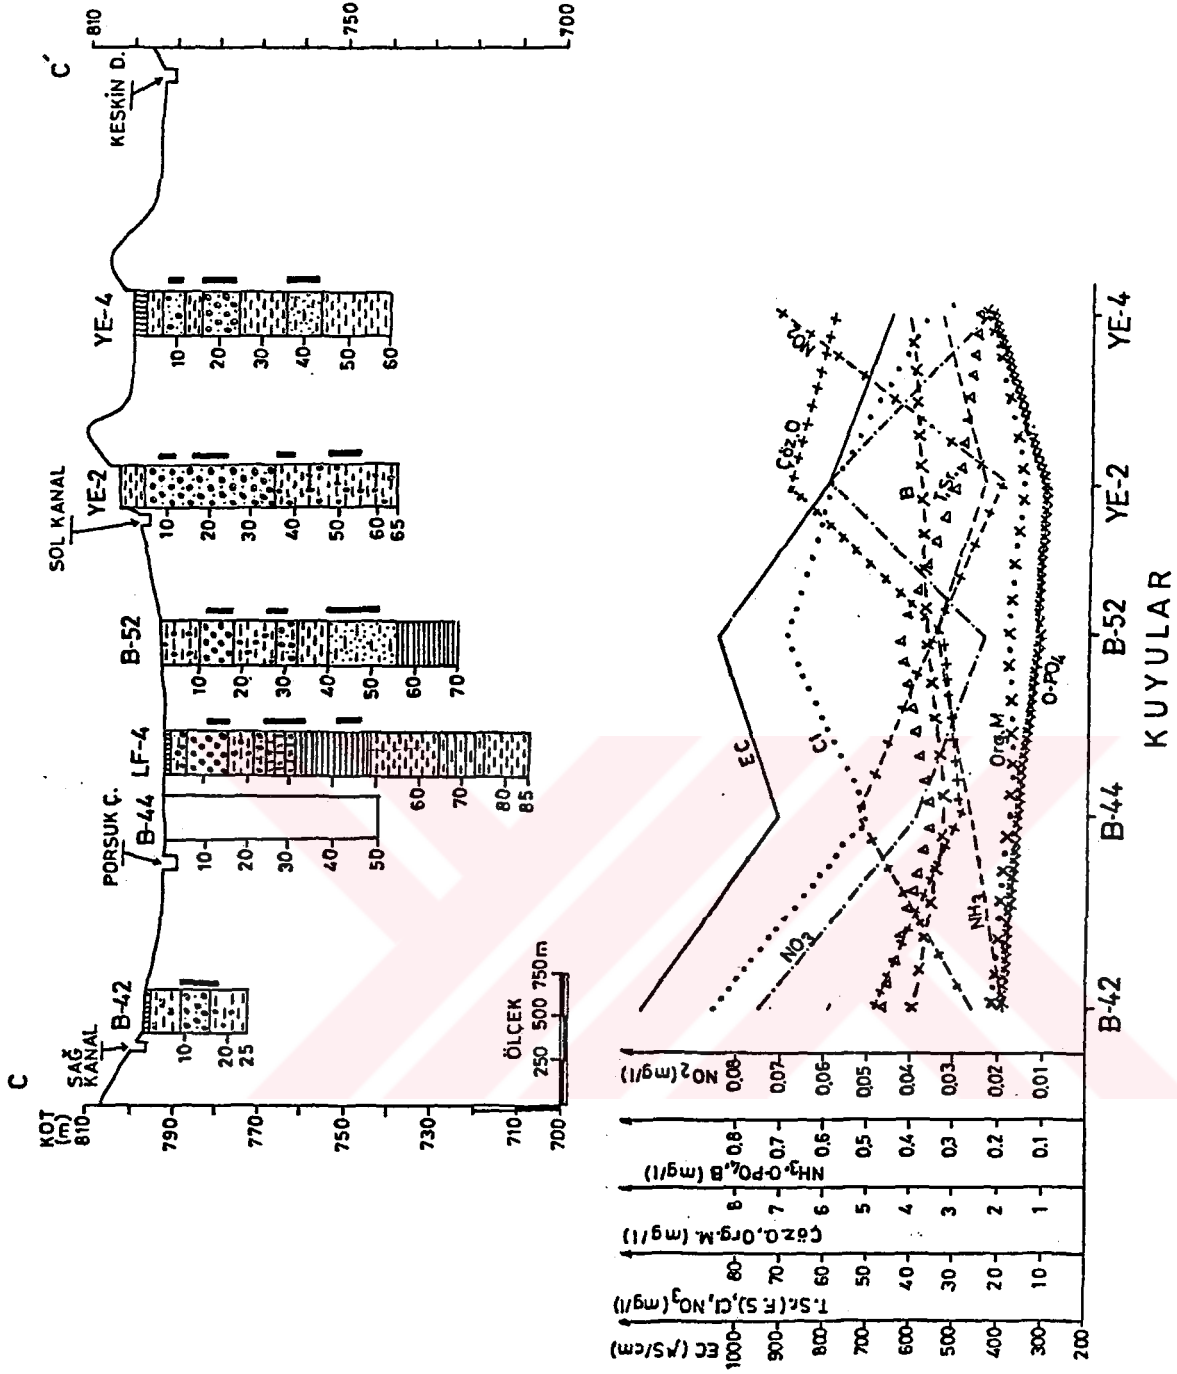 C
C´
KOT
(m)
810
790
770
750
730
710
700
810
750
700
SAĞ
KANAL
B-42
10
20
25
PORSUK Ç.
B-44
10
20
30
40
50
LF-4
60
70
80
85
B-52
10
20
30
40
50
60
70
SOL KANAL
YE-2
10
20
30
40
50
60
65
YE-4
10
20
30
40
50
60
KESKİN D.
ÖLÇEK
250 500 750m
EC (µS/cm)
1000
900
800
700
600
500
400
300
200
T.Sr.(F.S),Cl,NO₃(mg/l)
80
70
60
50
40
30
20
10
Çöz.O,Org.M.(mg/l)
8
7
6
5
4
3
2
1
NH₃,O-PO₄,B (mg/l)
0.8
0.7
0.6
0.5
0.4
0.3
0.2
0.1
NO₂(mg/l)
0,08
0,07
0,06
0,05
0,04
0,03
0,02
0,01
EC
Cl
NO₃
NH₃
Org.M
O-PO₄
B
T.Sr.
Çöz.O
NO₂
B-42
B-44
B-52
YE-2
YE-4
KUYULAR